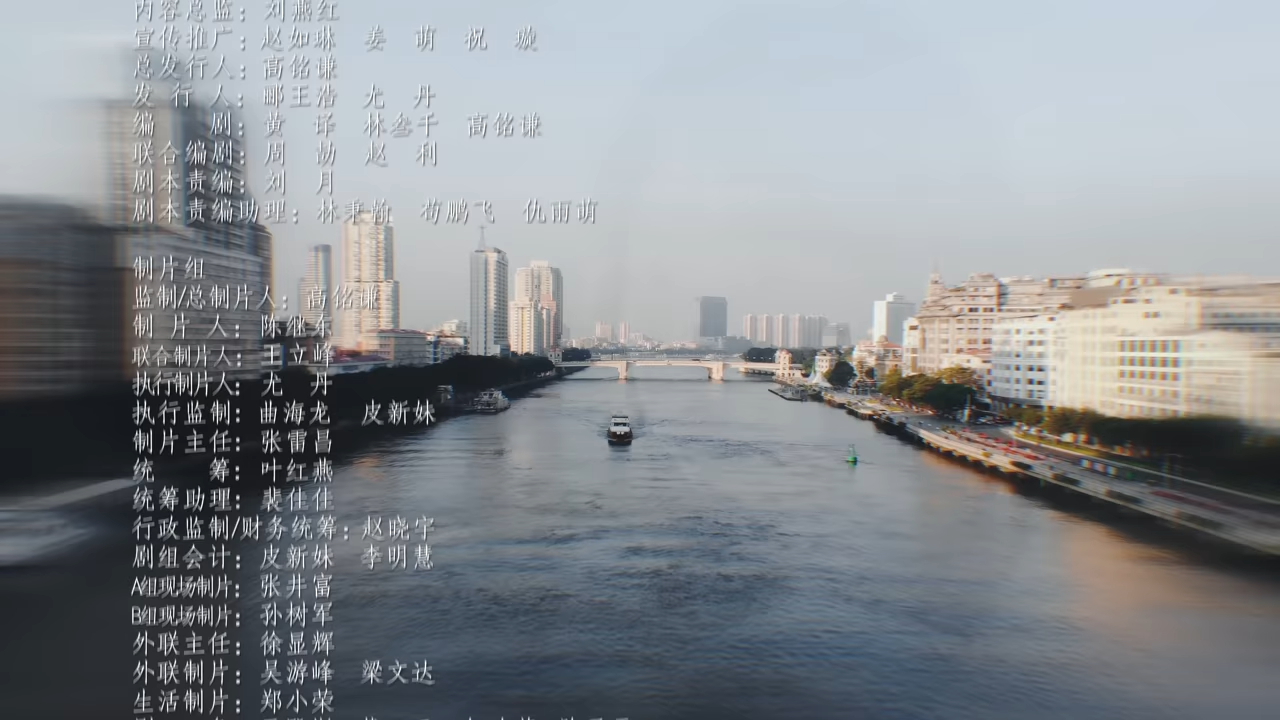 内容总监：刘燕红
宣传推广：赵如琳 姜萌 祝璇
总发行人：高铭谦
发行人：郦王浩 尤丹
编剧：黄译 林叁千 高铭谦
联合编剧：周勍 赵利
剧本责编：刘月
剧本责编助理：林秉翰 苟鹏飞 仇雨萌
制片组
监制/总制片人：高铭谦
制片人：陈继东
联合制片人：王立峰
执行制片人：尤丹
执行监制：曲海龙 皮新妹
制片主任：张雷昌
统筹：叶红燕
统筹助理：裴佳佳
行政监制/财务统筹：赵晓宇
剧组会计：皮新妹 李明慧
A组现场制片：张井富
B组现场制片：孙树军
外联主任：徐显辉
外联制片：吴游峰 梁文达
生活制片：郑小荣